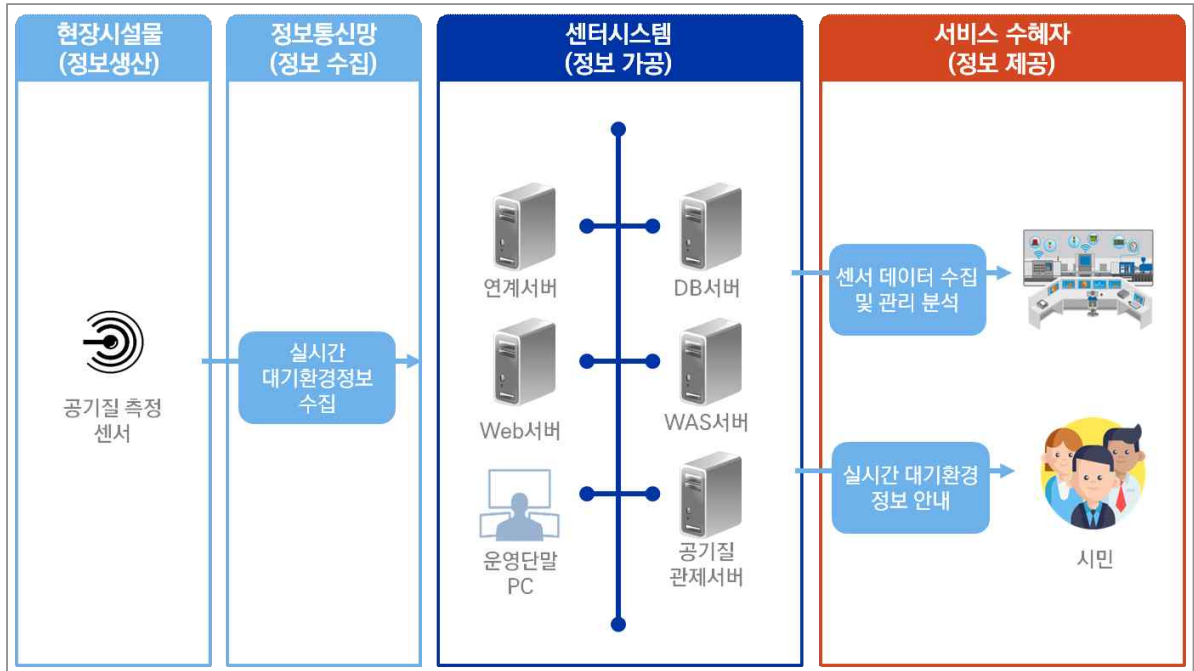 현장시설물
(정보생산)
정보통신망
(정보 수집)
센터시스템
(정보 가공)
서비스 수혜자
(정보 제공)
공기질 측정
센서
실시간
대기환경정보
수집
연계서버
DB서버
Web서버
WAS서버
운영단말
PC
공기질
관제서버
센서 데이터 수집
및 관리 분석
실시간 대기환경
정보 안내
시민